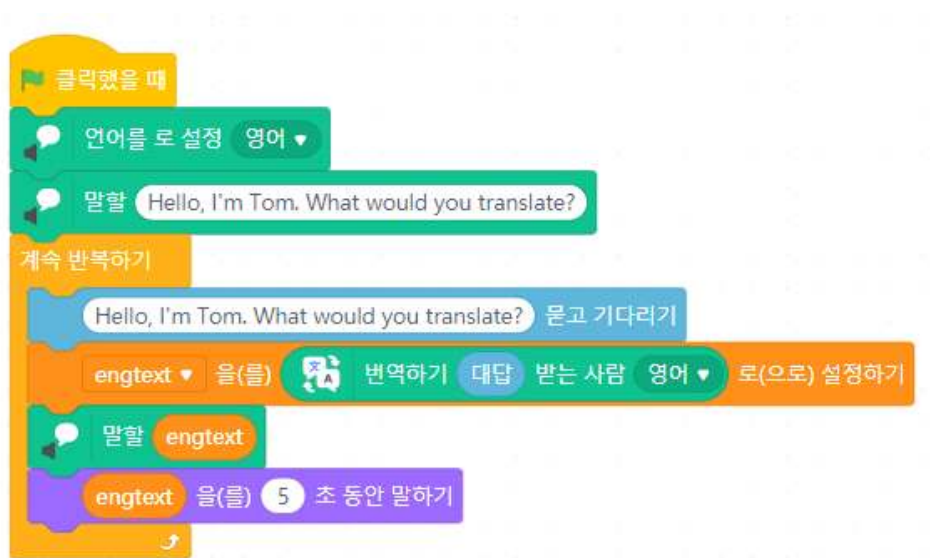 클릭했을 때
언어를 로 설정 영어
말할 Hello, I'm Tom. What would you translate?
계속 반복하기
Hello, I'm Tom. What would you translate? 묻고 기다리기
engtext 을(를) 번역하기 대답 받는 사람 영어 로(으로) 설정하기
말할 engtext
engtext 을(를) 5 초 동안 말하기